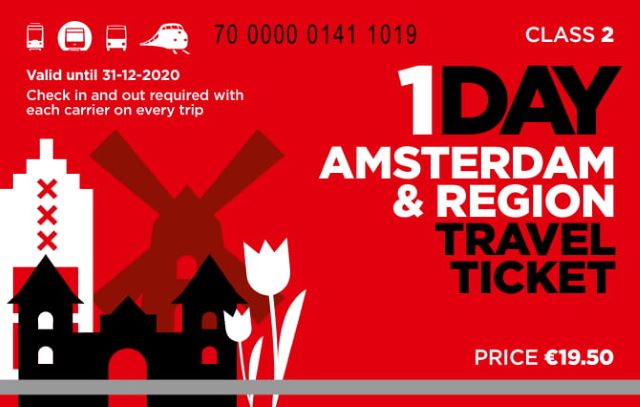 70 0000 0141 1019
CLASS 2
Valid until 31-12-2020
Check in and out required with
each carrier on every trip
1DAY
AMSTERDAM
& REGION
TRAVEL
TICKET
PRICE €19.50